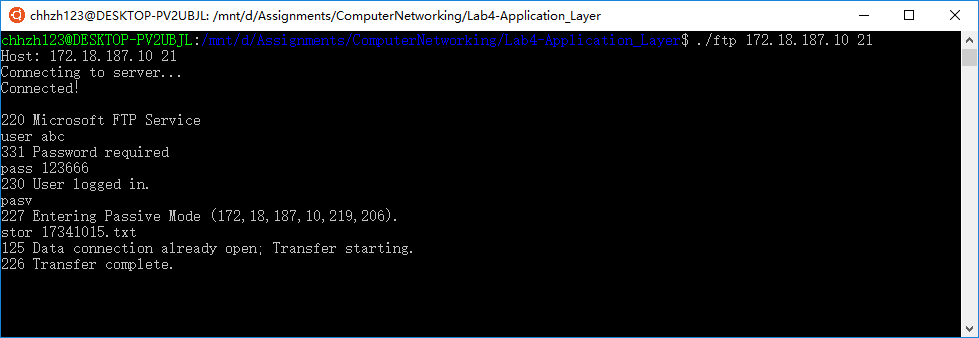 chhzh123@DESKTOP-PV2UBJL: /mnt/d/Assignments/ComputerNetworking/Lab4-Application_Layer
chhzh123@DESKTOP-PV2UBJL:/mnt/d/Assignments/ComputerNetworking/Lab4-Application_Layer$ ./ftp 172.18.187.10 21
Host: 172.18.187.10 21
Connecting to server...
Connected!
220 Microsoft FTP Service
user abc
331 Password required
pass 123666
230 User logged in.
pasv
227 Entering Passive Mode (172,18,187,10,219,206).
stor 17341015.txt
125 Data connection already open; Transfer starting.
226 Transfer complete.